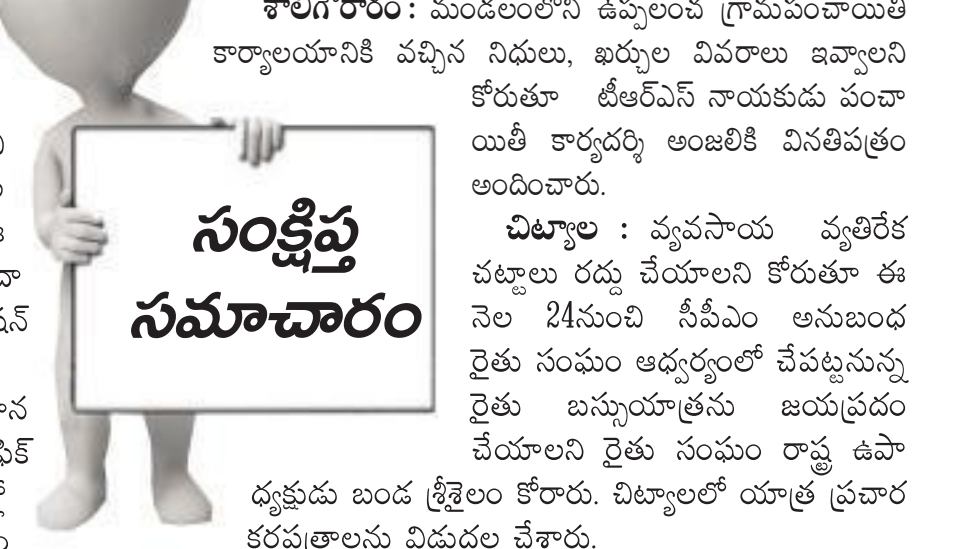 శాలిగౌరారం : మండలంలోని ఉప్పలంచ గ్రామపంచాయితీ
కార్యాలయానికి వచ్చిన నిధులు, ఖర్చుల వివరాలు ఇవ్వాలని
కోరుతూ టీఆర్ఎస్ నాయకుడు పంచా
యితీ కార్యదర్శి అంజలికి వినతిపత్రం
అందించారు.
సంక్షిప్త
సమాచారం
చిట్యాల : వ్యవసాయ వ్యతిరేక
చట్టాలు రద్దు చేయాలని కోరుతూ ఈ
నెల 24నుంచి సీపీఎం అనుబంధ
రైతు సంఘం ఆధ్వర్యంలో చేపట్టనున్న
రైతు బస్సుయాత్రను జయప్రదం
చేయాలని రైతు సంఘం రాష్ట్ర ఉపా
ధ్యక్షుడు బండ శ్రీశైలం కోరారు. చిట్యాలలో యాత్ర ప్రచార
కరపత్రాలను విడుదల చేశారు.